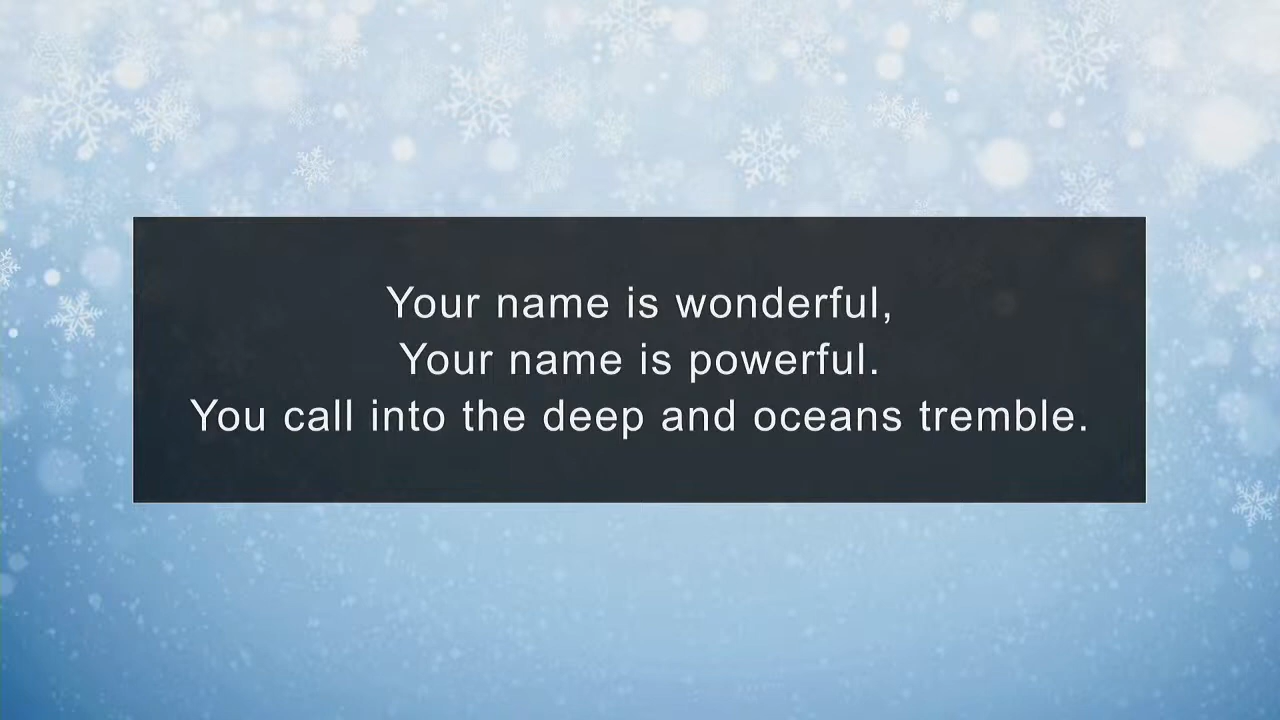 Your name is wonderful,
Your name is powerful.
You call into the deep and oceans tremble.